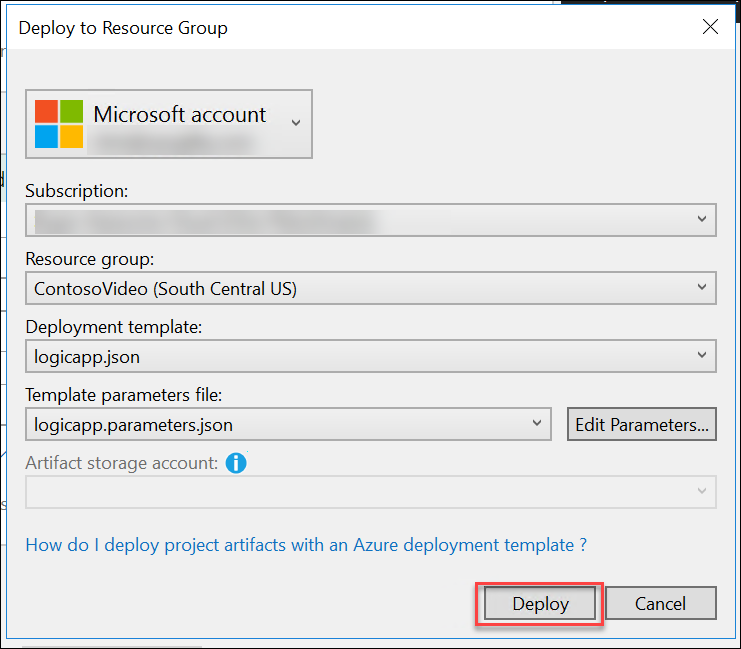 Deploy to Resource Group
Microsoft account
Subscription:
Resource group:
ContosoVideo (South Central US)
Deployment template:
logicapp.json
Template parameters file:
logicapp.parameters.json
Edit Parameters...
Artifact storage account:
How do I deploy project artifacts with an Azure deployment template ?
Deploy
Cancel